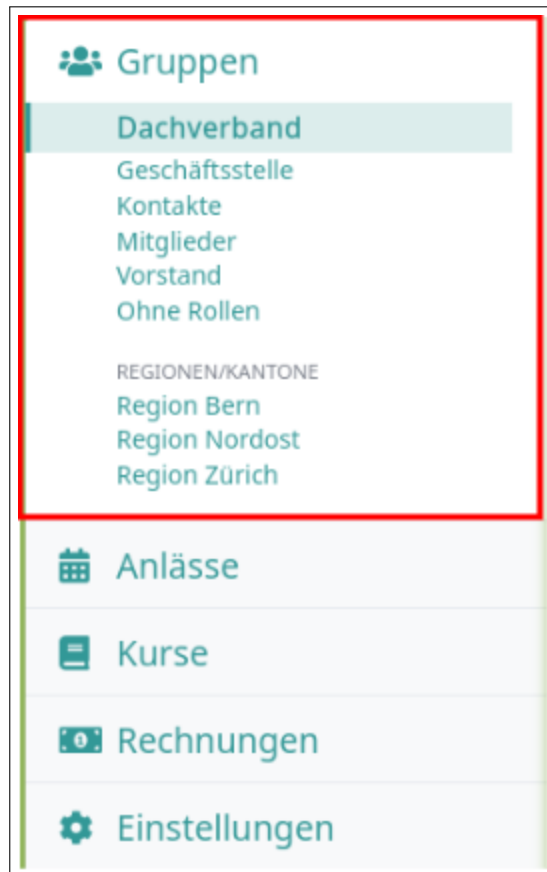 Gruppen
Dachverband
Geschäftsstelle
Kontakte
Mitglieder
Vorstand
Ohne Rollen
REGIONEN/KANTONE
Region Bern
Region Nordost
Region Zürich
Anlässe
Kurse
Rechnungen
Einstellungen